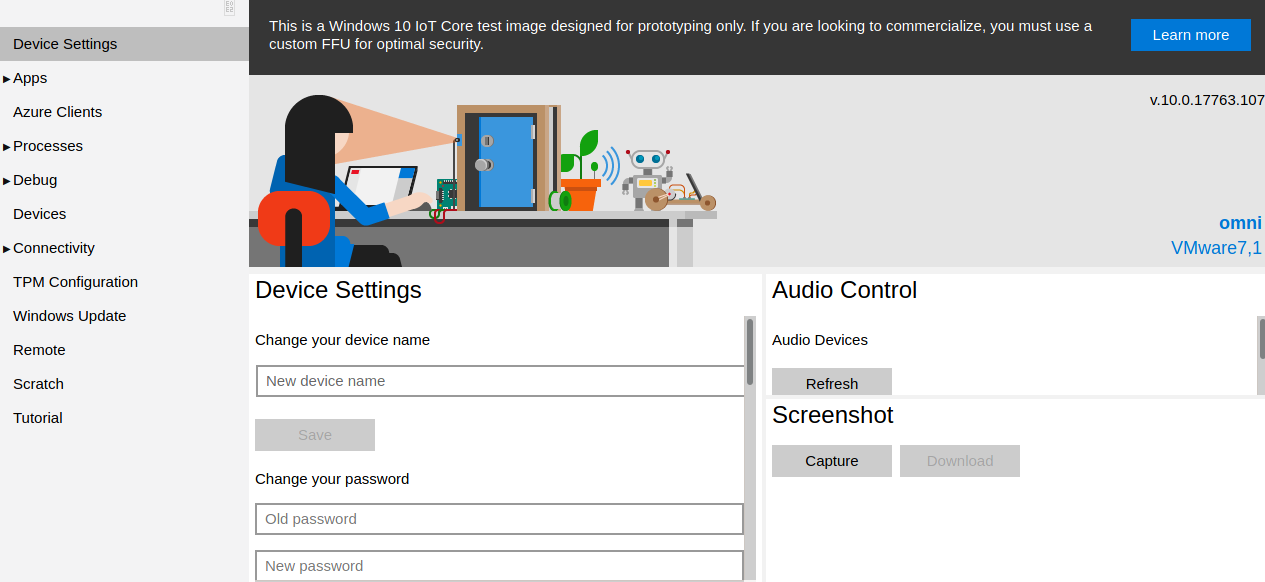 This is a Windows 10 IoT Core test image designed for prototyping only. If you are looking to commercialize, you must use a
custom FFU for optimal security.
Learn more
Device Settings
Apps
Azure Clients
Processes
Debug
Devices
Connectivity
TPM Configuration
Windows Update
Remote
Scratch
Tutorial
v.10.0.17763.107
omni
VMware7,1
Device Settings
Change your device name
New device name
Save
Change your password
Old password
New password
Audio Control
Audio Devices
Refresh
Screenshot
Capture
Download